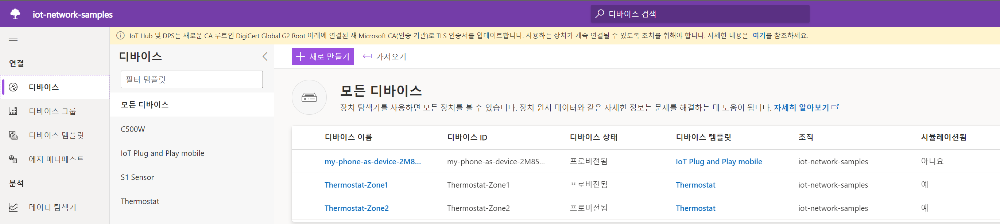 iot-network-samples
디바이스 검색
IoT Hub 및 DPS는 새로운 CA 루트인 DigiCert Global G2 Root 아래에 연결된 새 Microsoft CA(인증 기관)로 TLS 인증서를 업데이트합니다. 사용하는 장치가 계속 연결될 수 있도록 조치를 취해야 합니다. 자세한 내용은 여기를 참조하세요.
연결
디바이스
디바이스 그룹
디바이스 템플릿
에지 매니페스트
분석
데이터 탐색기
디바이스
필터 템플릿
모든 디바이스
C500W
IoT Plug and Play mobile
S1 Sensor
Thermostat
새로 만들기 가져오기
모든 디바이스
장치 탐색기를 사용하면 모든 장치를 볼 수 있습니다. 장치 원시 데이터와 같은 자세한 정보는 문제를 해결하는 데 도움이 됩니다. 자세히 알아보기
디바이스 이름 디바이스 ID 디바이스 상태 디바이스 템플릿 조직 시뮬레이션됨
my-phone-as-device-2M8... my-phone-as-device-2M85... 프로비전됨 IoT Plug and Play mobile iot-network-samples 아니요
Thermostat-Zone1 Thermostat-Zone1 프로비전됨 Thermostat iot-network-samples 예
Thermostat-Zone2 Thermostat-Zone2 프로비전됨 Thermostat iot-network-samples 예